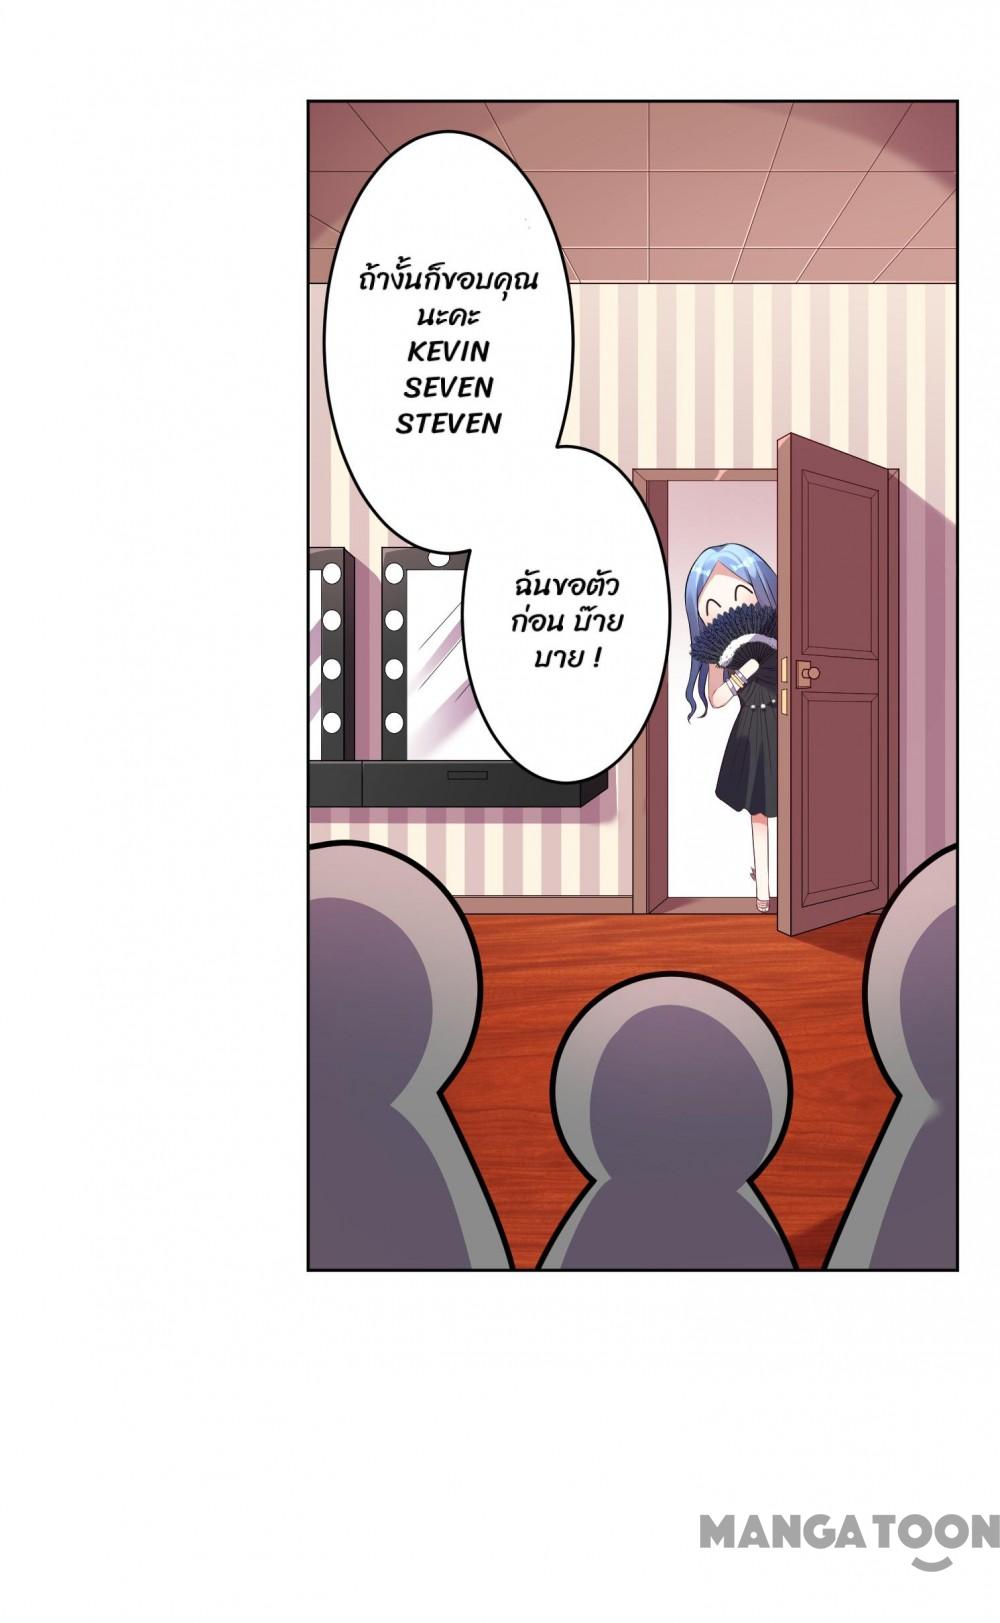 ถ้างั้นก็ขอบคุณ
นะคะ
KEVIN
SEVEN
STEVEN
ฉันขอตัว
ก่อน บ๊าย
บาย !
MANGATOON